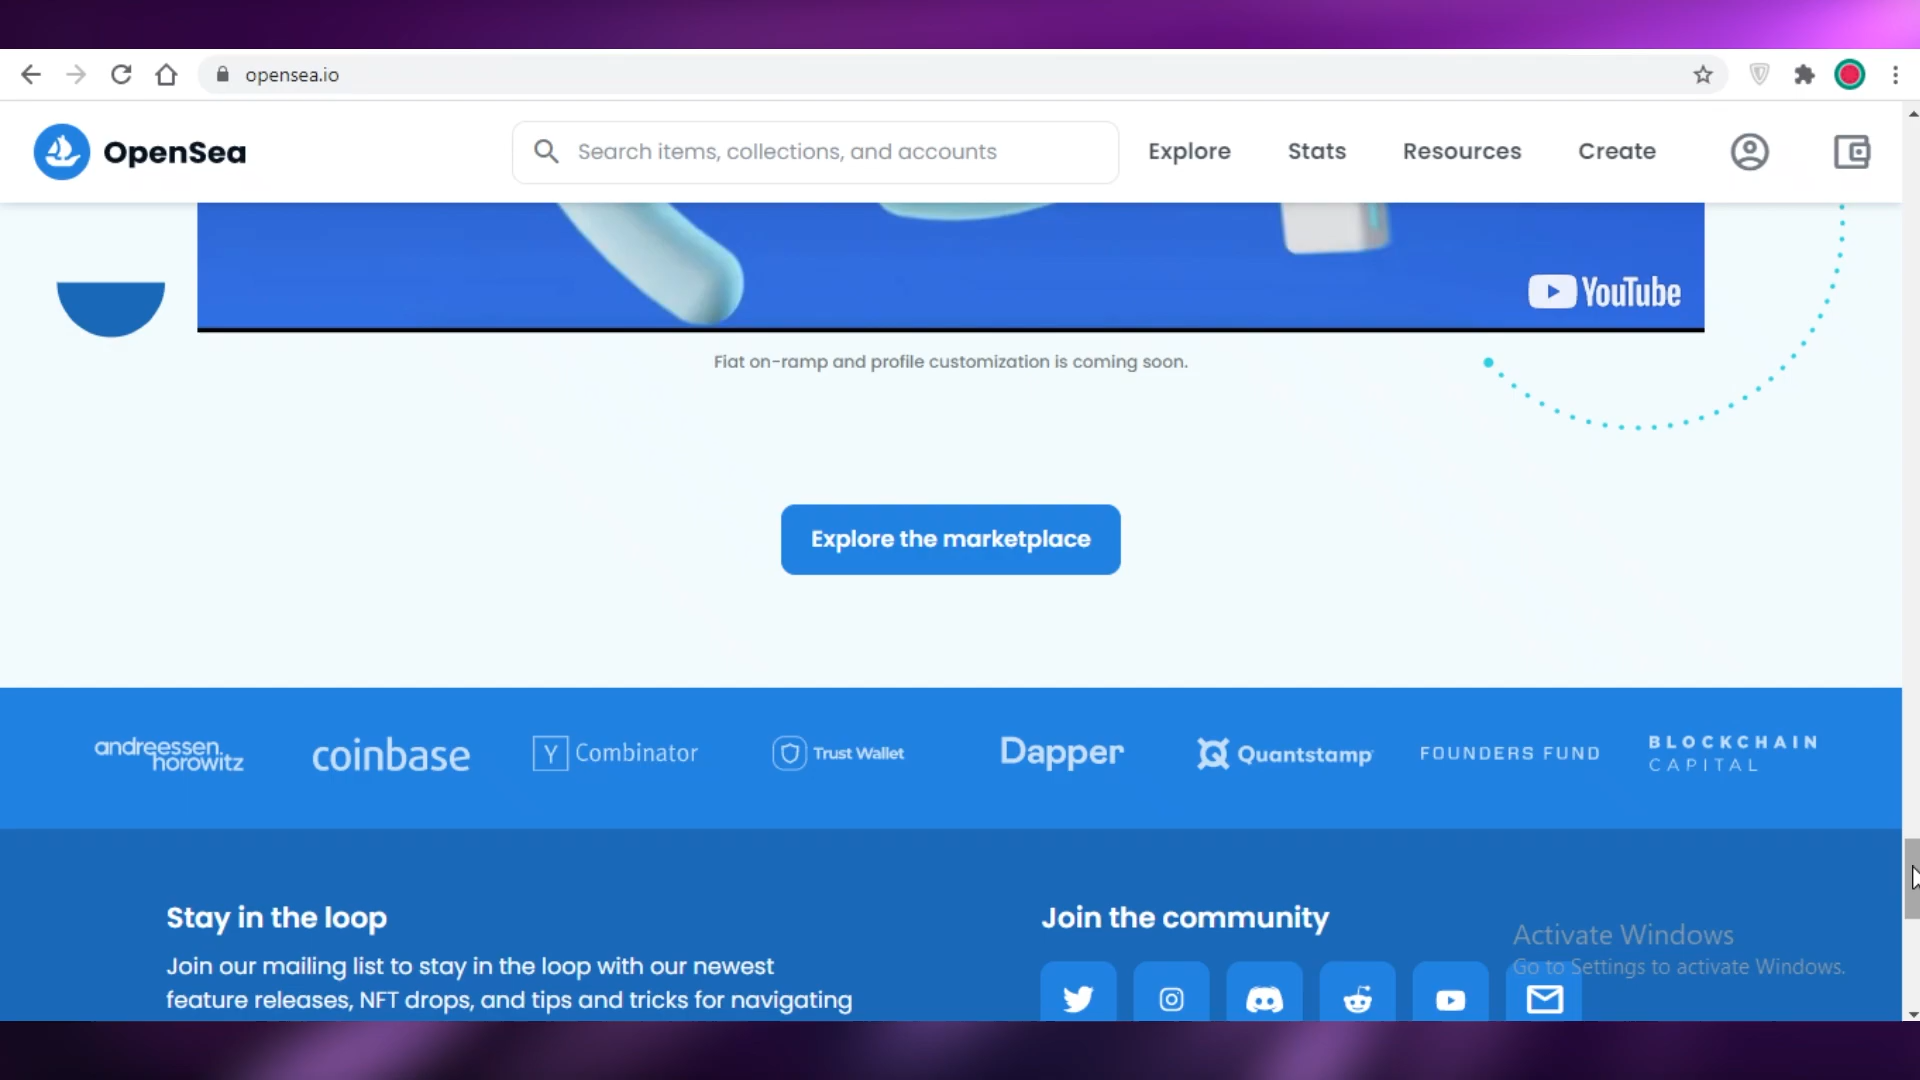 opensea.io
OpenSea
Search items, collections, and accounts
Explore
Stats
Resources
Create
YouTube
Fiat on-ramp and profile customization is coming soon.
Explore the marketplace
andreessen.
horowitz
coinbase
Y Combinator
Trust Wallet
Dapper
Quantstamp
FOUNDERS FUND
BLOCKCHAIN
CAPITAL
Stay in the loop
Join our mailing list to stay in the loop with our newest
feature releases, NFT drops, and tips and tricks for navigating
Join the community
Activate Windows
Go to Settings to activate Windows.